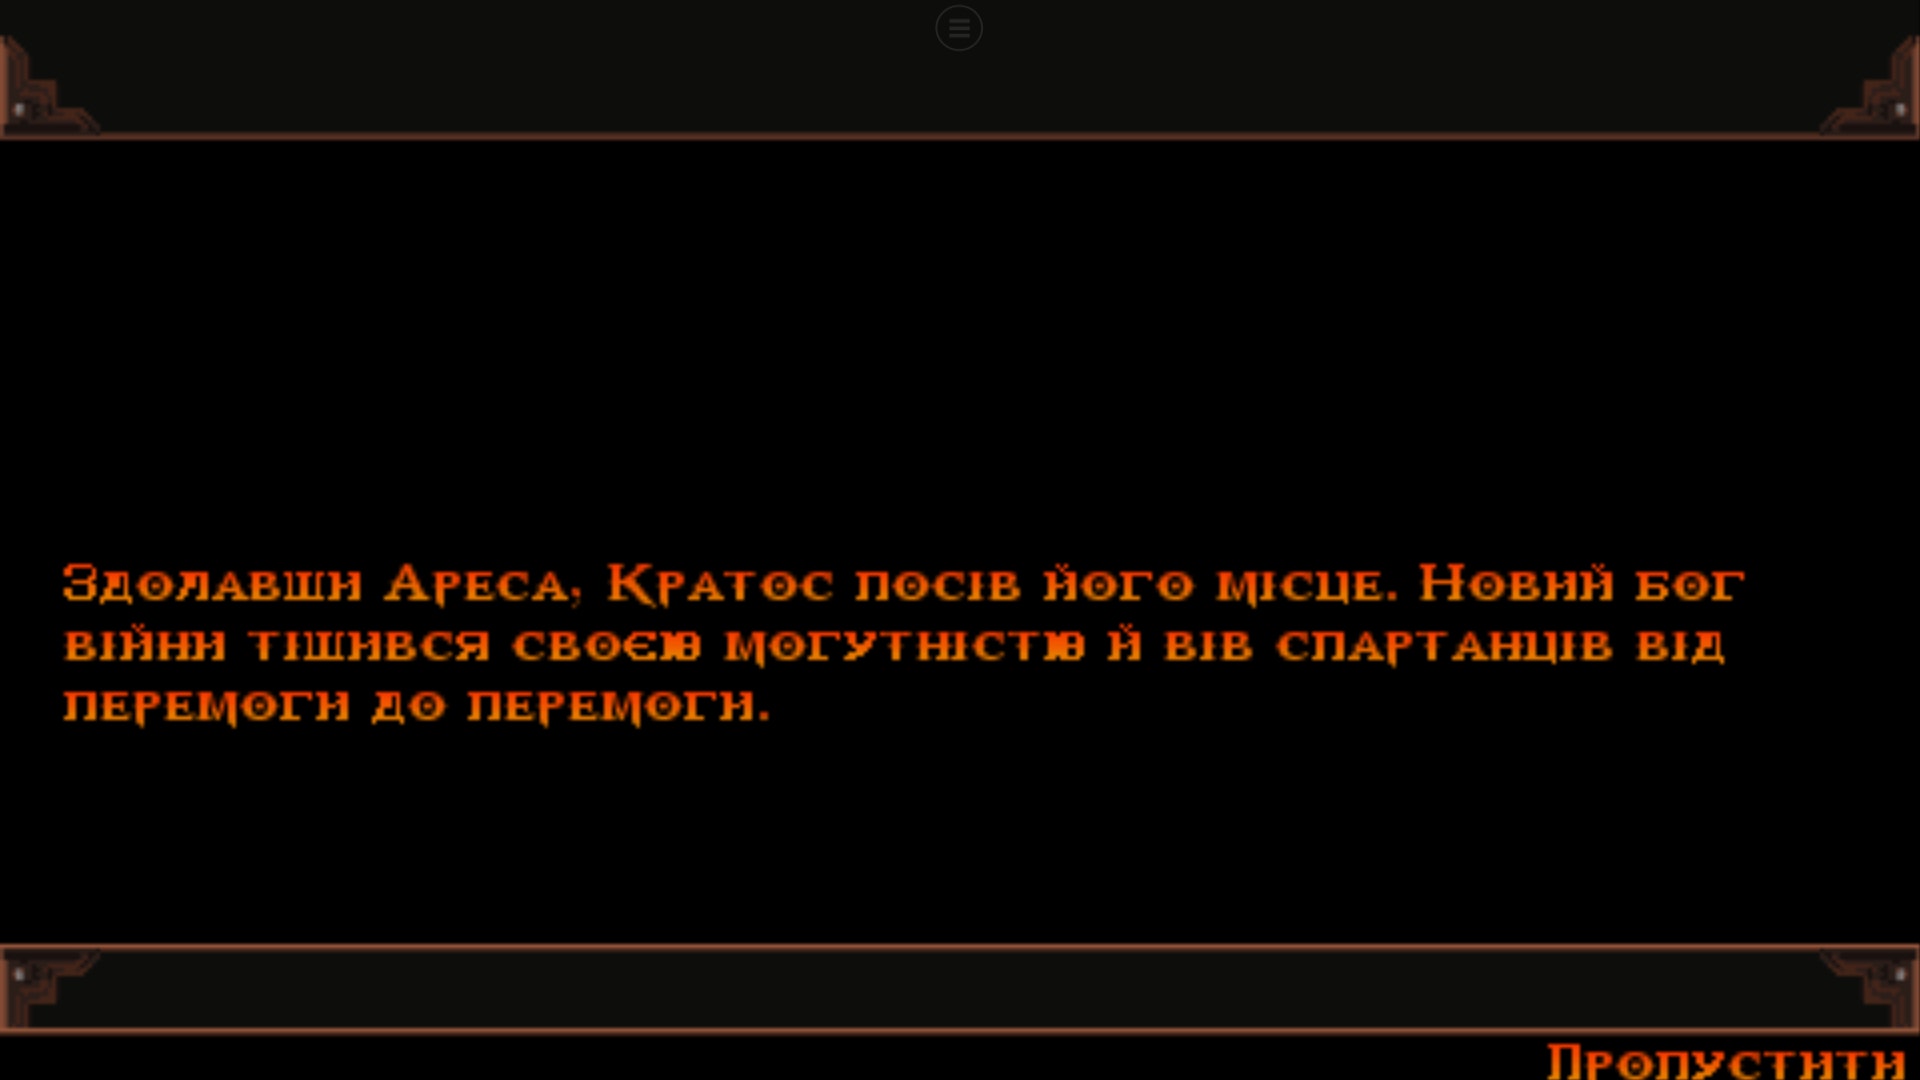 Здолавши Ареса, Кратос посів його місце. Новий бог
війни тішився своєю могутністю й вів спартанців від
перемоги до перемоги.
Пропустити